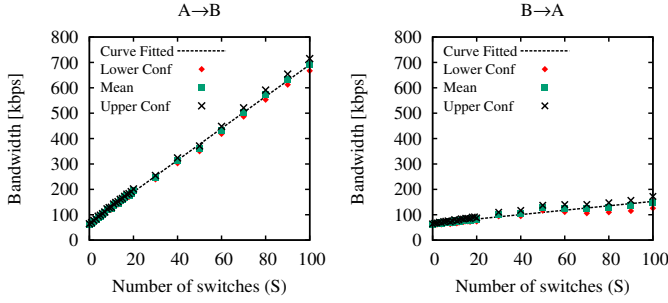 A→B
Bandwidth [kbps]
800
700
600
500
400
300
200
100
0
Curve Fitted
Lower Conf
Mean
Upper Conf
0 20 40 60 80 100
Number of switches (S)
B→A
Bandwidth [kbps]
800
700
600
500
400
300
200
100
0
Curve Fitted
Lower Conf
Mean
Upper Conf
0 20 40 60 80 100
Number of switches (S)